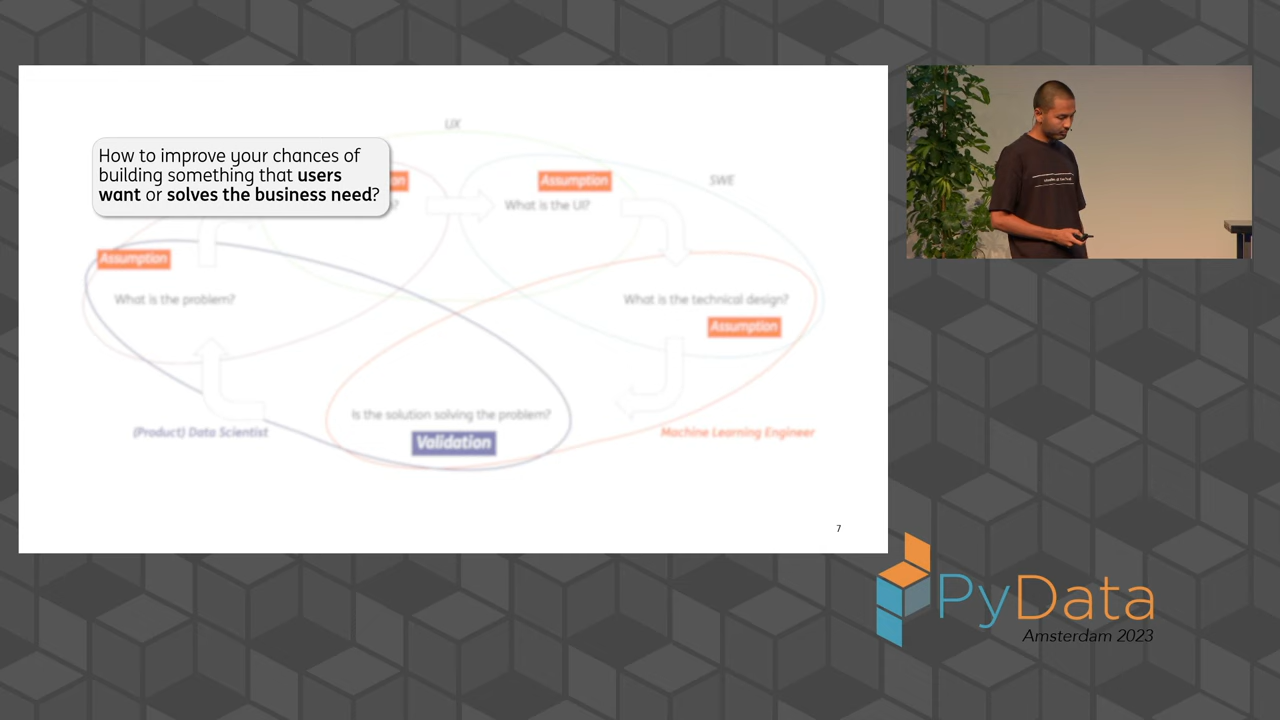 UX
How to improve your chances of
building something that users
want or solves the business need?
Assumption
What is the UI?
SWE
Assumption
What is the problem?
What is the technical design?
Assumption
Is the solution solving the problem?
Validation
(Product) Data Scientist
Machine Learning Engineer
7
PyData
Amsterdam 2023